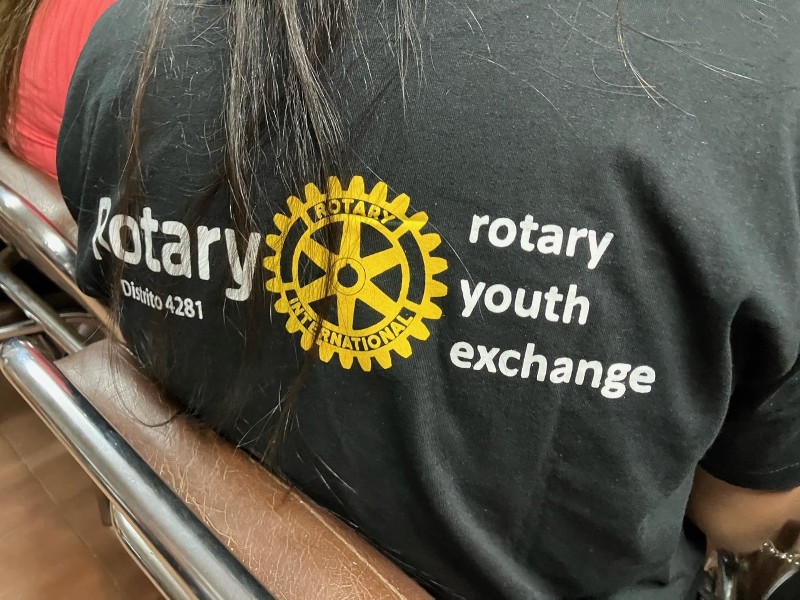 Rotary
Distrito 4281
ROTARY
INTERNATIONAL
rotary
youth
exchange